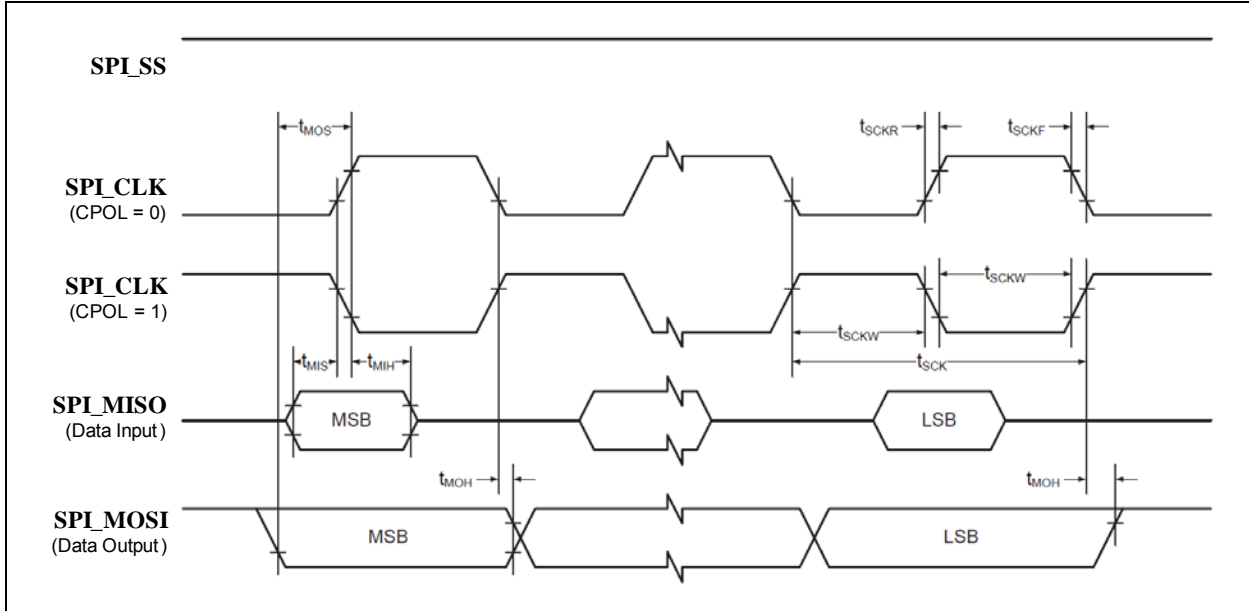 SPI_SS
tMOS
tSCKR
tSCKF
SPI_CLK
(CPOL = 0)
SPI_CLK
(CPOL = 1)
tSCKW
tSCKW
tSCK
tMIS
tMIH
SPI_MISO
(Data Input)
MSB
LSB
tMOH
tMOH
SPI_MOSI
(Data Output)
MSB
LSB